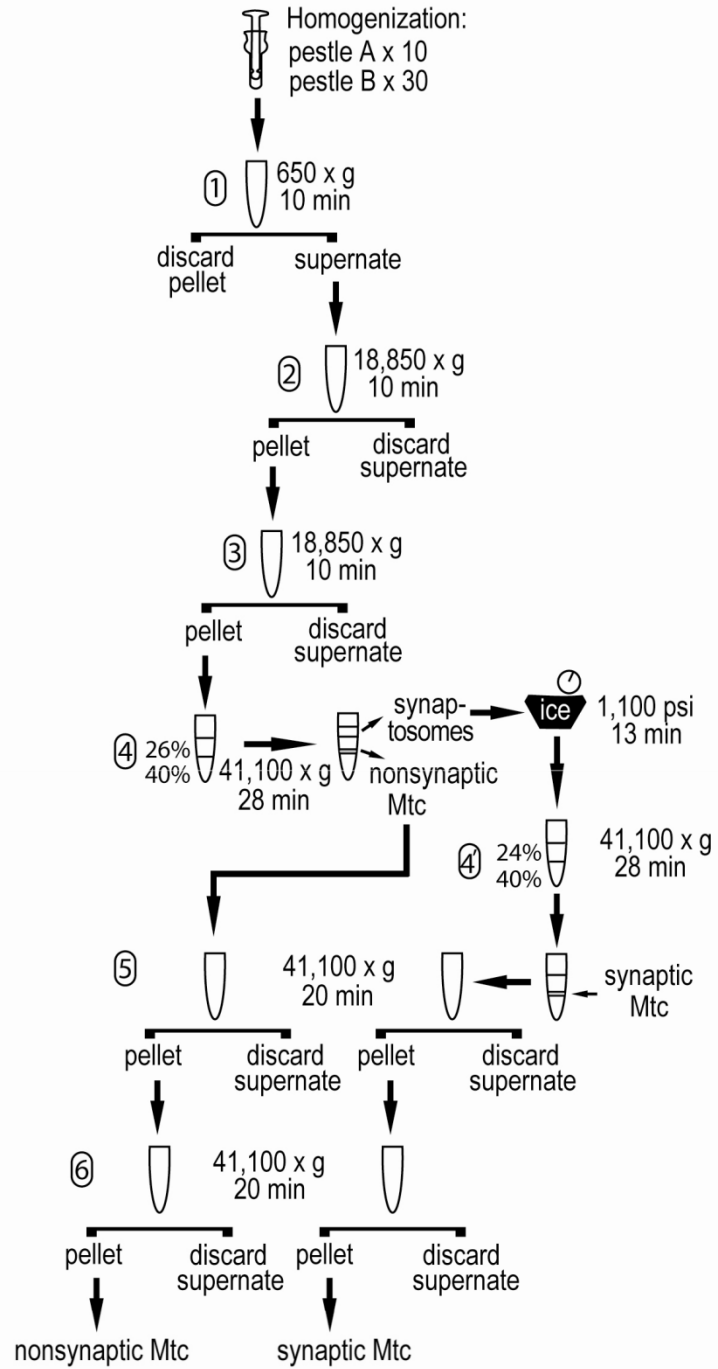 Homogenization:
pestle A x 10
pestle B x 30
1
650 x g
10 min
discard
pellet
supernate
2
18,850 x g
10 min
pellet
discard
supernate
3
18,850 x g
10 min
pellet
discard
supernate
4
26%
40%
41,100 x g
28 min
synap-
tosomes
nonsynaptic
Mtc
ice
1,100 psi
13 min
4'
24%
40%
41,100 x g
28 min
synaptic
Mtc
5
41,100 x g
20 min
pellet
discard
supernate
pellet
discard
supernate
6
41,100 x g
20 min
pellet
discard
supernate
pellet
discard
supernate
nonsynaptic Mtc
synaptic Mtc